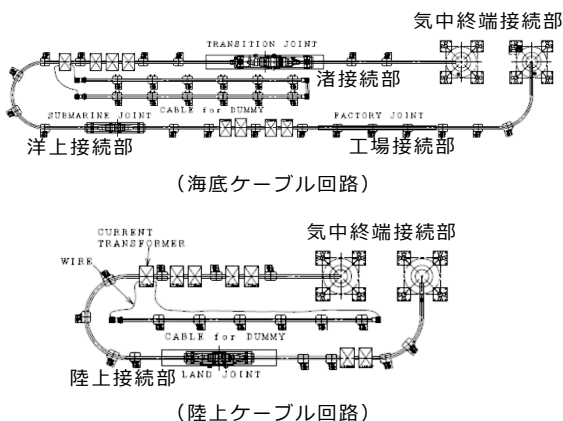 気中終端接続部
TRANSITION JOINT
渚接続部
CABLE for DUMMY
SUBMARINE JOINT
FACTORY JOINT
洋上接続部
工場接続部
(海底ケーブル回路)
CURRENT
TRANSFORMER
気中終端接続部
WIRE
CABLE for DUMMY
陸上接続部
LAND JOINT
(陸上ケーブル回路)